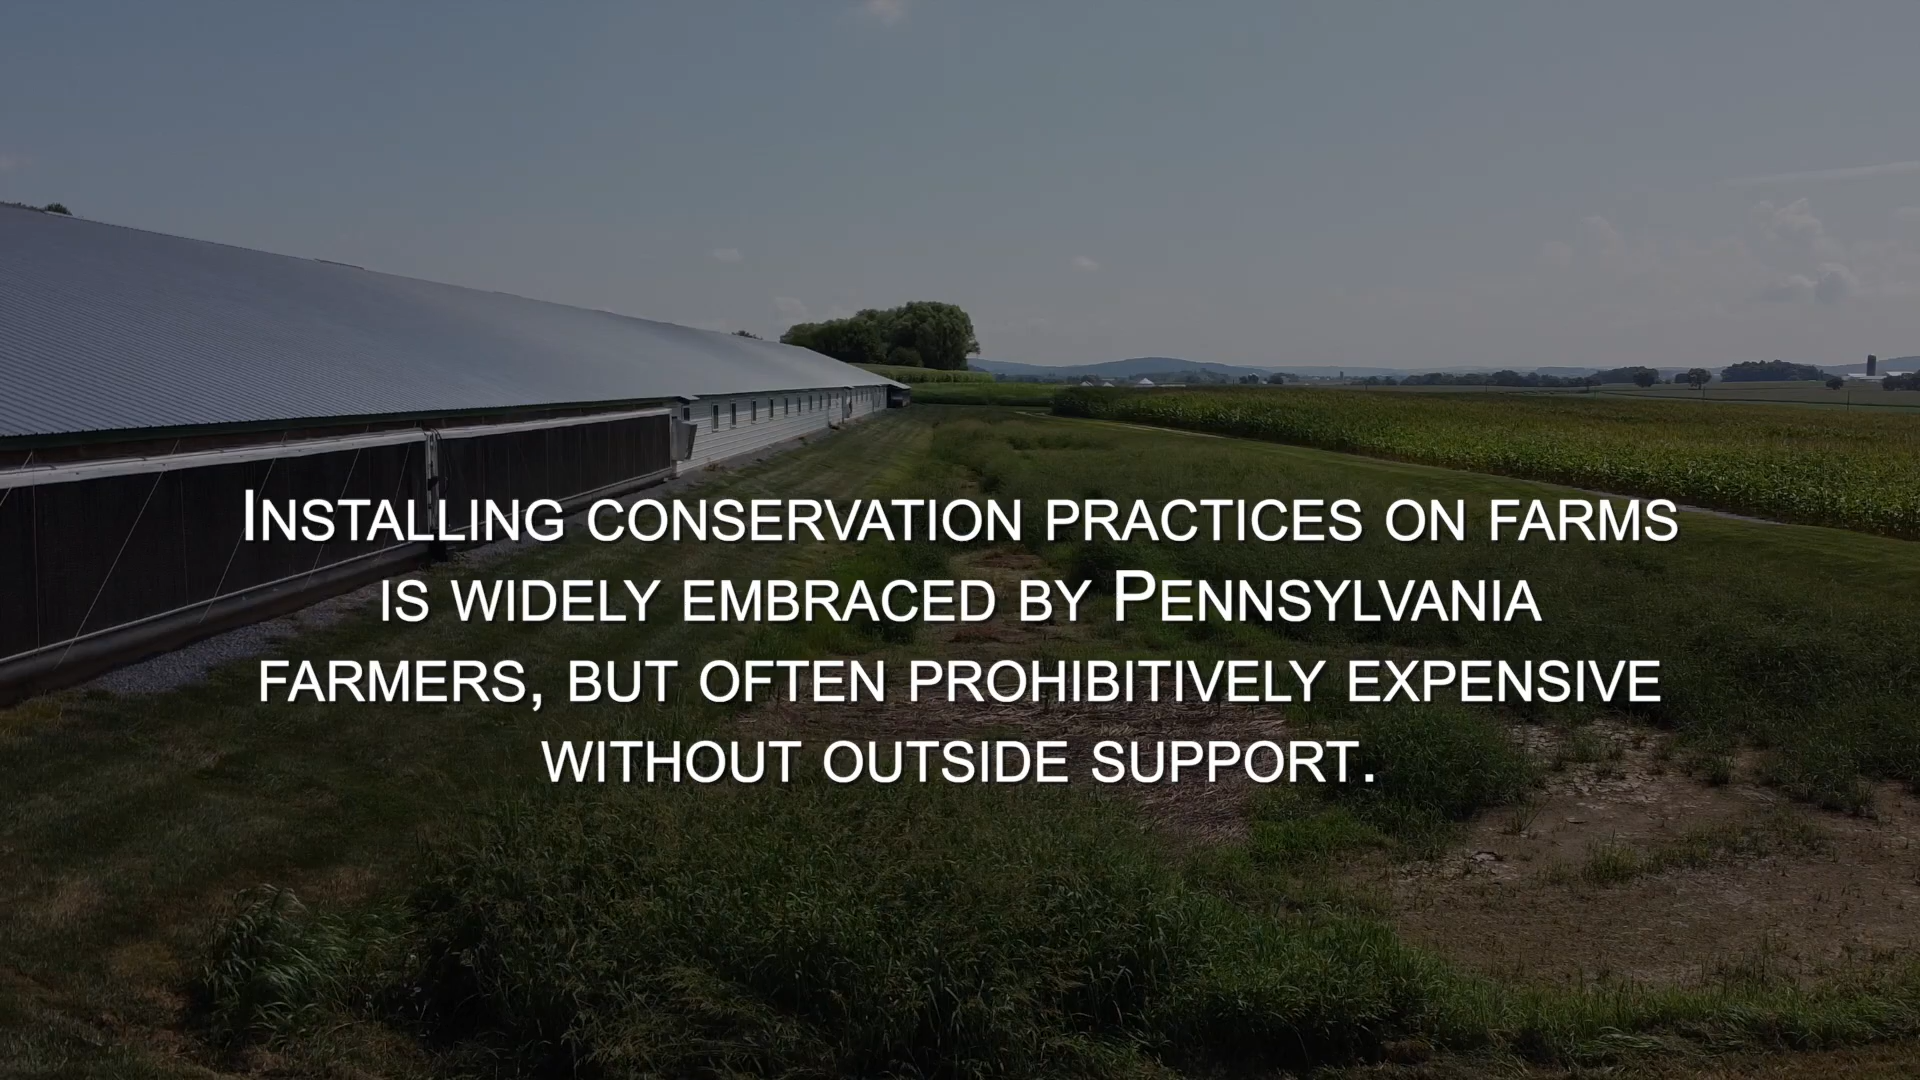 Installing conservation practices on farms
is widely embraced by Pennsylvania
farmers, but often prohibitively expensive
without outside support.